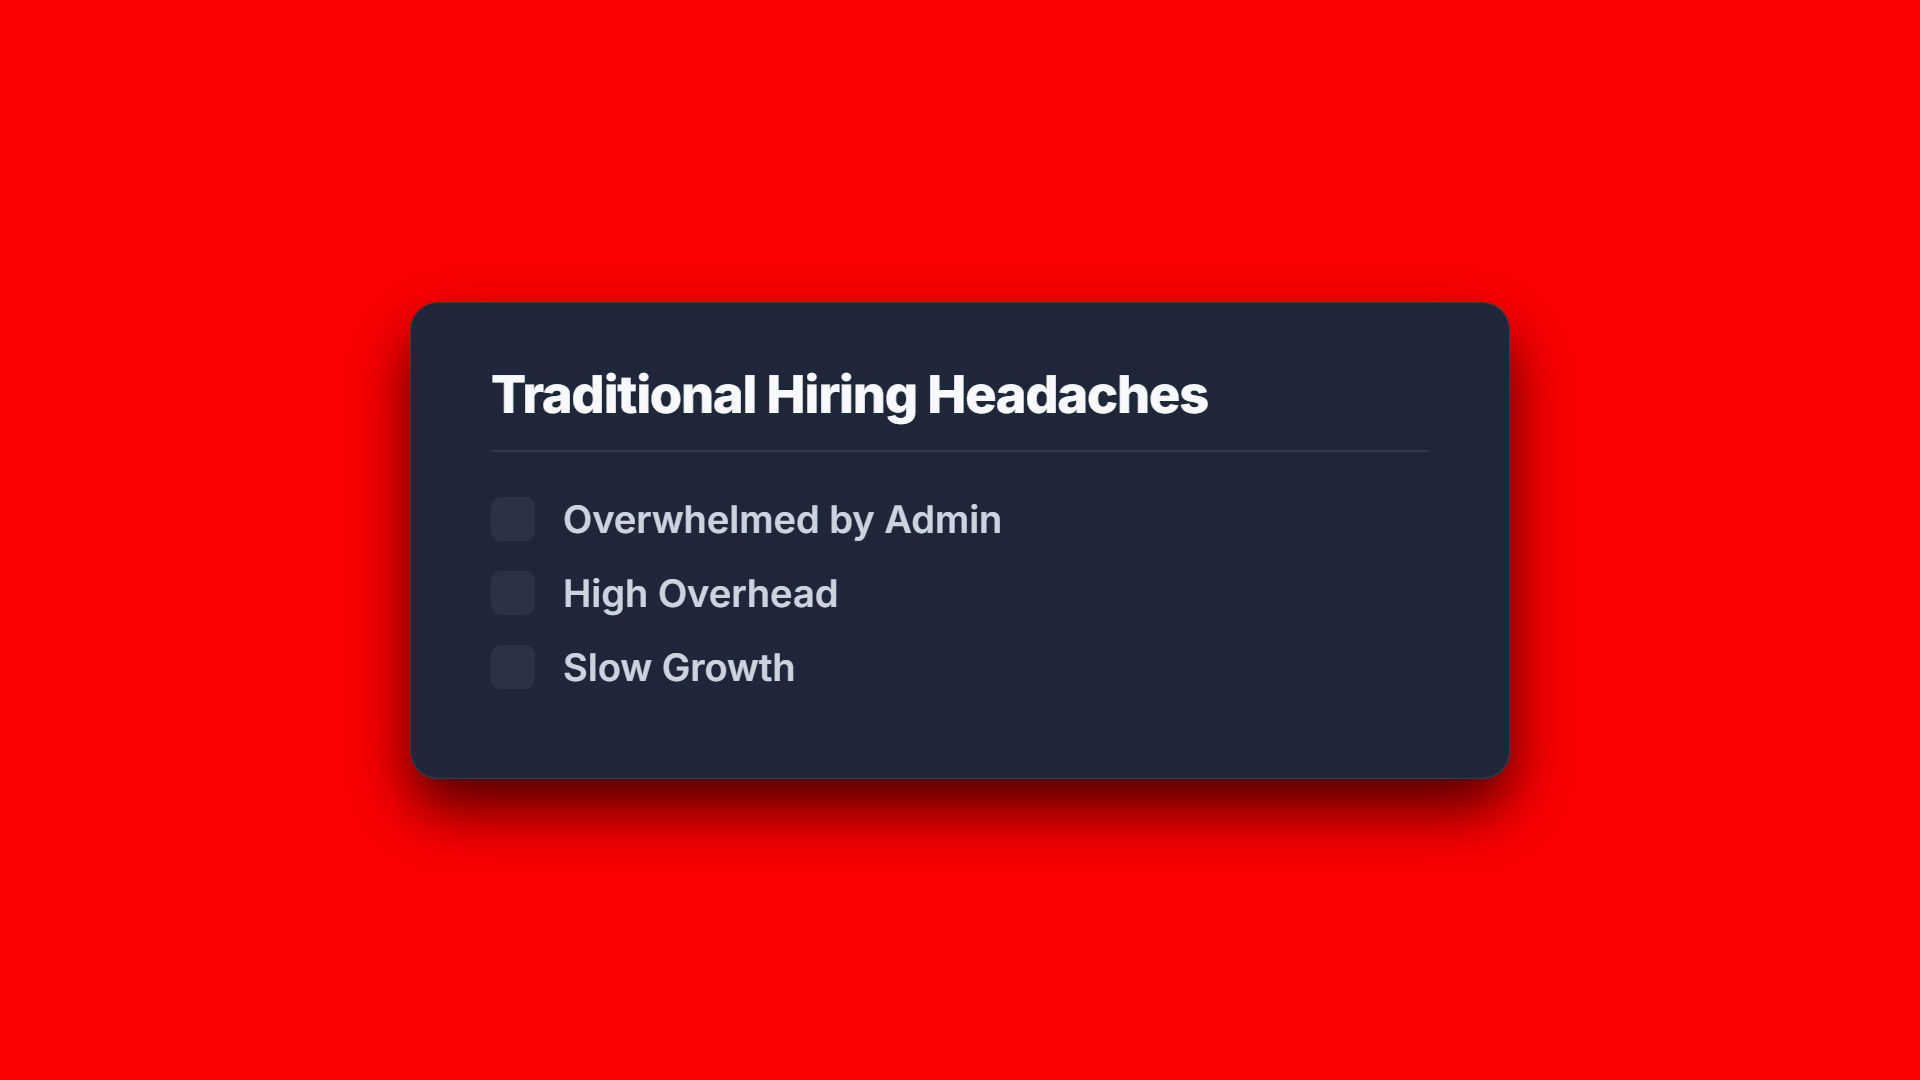 Traditional Hiring Headaches
Overwhelmed by Admin
High Overhead
Slow Growth